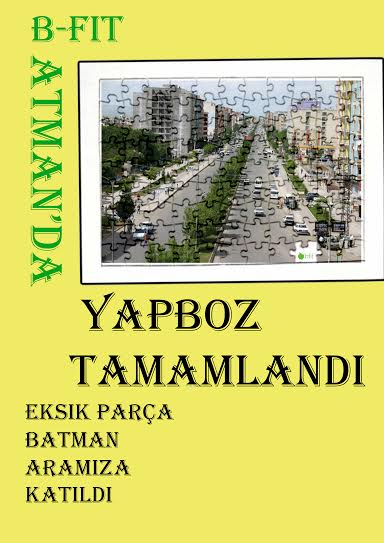 B-FIT
ATMAN'DA
YAPBOZ
TAMAMLANDI
EKSIK PARÇA
BATMAN
ARAMIZA
KATILDI